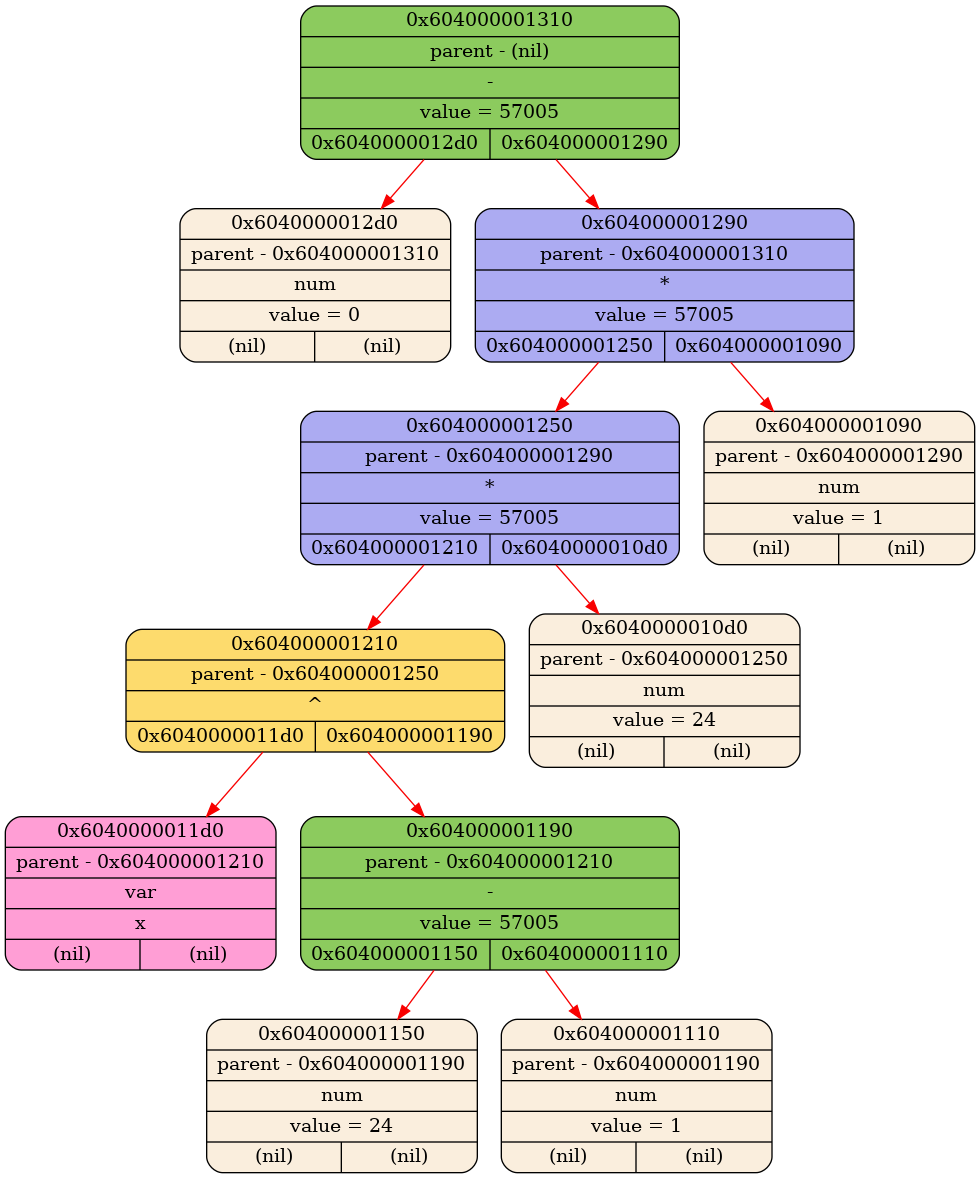 0x604000001310
parent - (nil)
-
value = 57005
0x6040000012d0 0x604000001290
0x6040000012d0
parent - 0x604000001310
num
value = 0
(nil) (nil)
0x604000001290
parent - 0x604000001310
*
value = 57005
0x604000001250 0x604000001090
0x604000001250
parent - 0x604000001290
*
value = 57005
0x604000001210 0x6040000010d0
0x604000001090
parent - 0x604000001290
num
value = 1
(nil) (nil)
0x604000001210
parent - 0x604000001250
^
0x6040000011d0 0x604000001190
0x6040000010d0
parent - 0x604000001250
num
value = 24
(nil) (nil)
0x6040000011d0
parent - 0x604000001210
var
x
(nil) (nil)
0x604000001190
parent - 0x604000001210
-
value = 57005
0x604000001150 0x604000001110
0x604000001150
parent - 0x604000001190
num
value = 24
(nil) (nil)
0x604000001110
parent - 0x604000001190
num
value = 1
(nil) (nil)